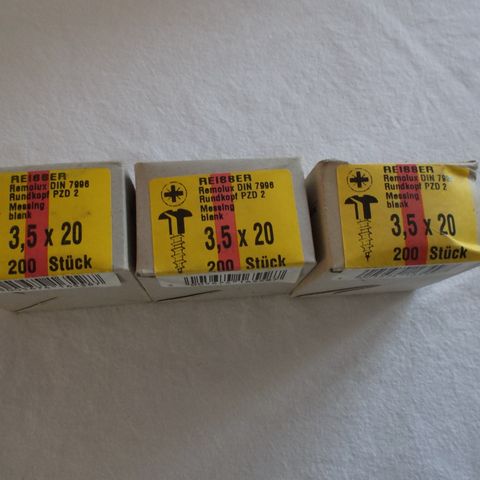 REISSER
Remolux DIN 7996
Rundkopf PZD 2
Messing
blank
3,5 x 20
200 Stück
REISSER
Remolux DIN 7996
Rundkopf PZD 2
Messing
blank
3,5 x 20
200 Stück
REISSER
Remolux DIN 799
Rundkopf PZD 2
Messing
blank
3,5 x 20
200 Stück